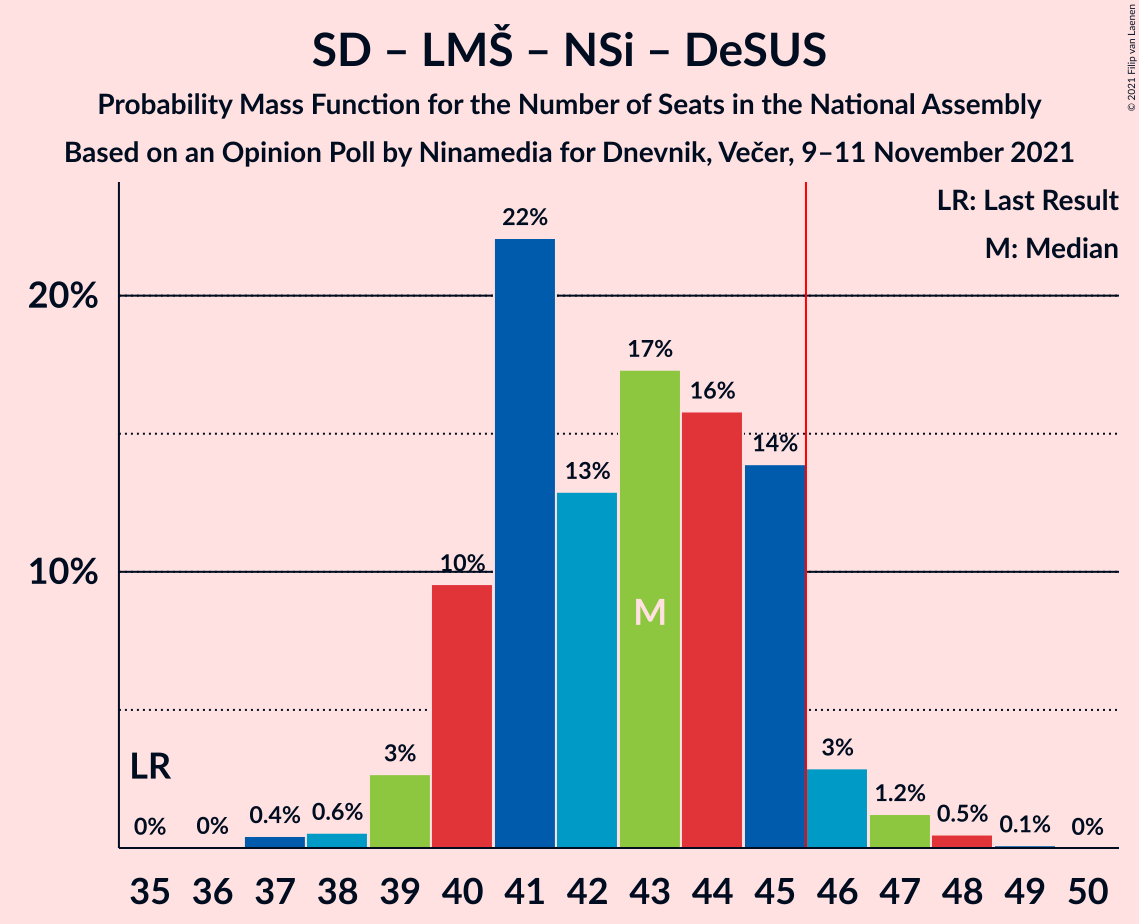 SD – LMŠ – NSi – DeSUS
Probability Mass Function for the Number of Seats in the National Assembly
Based on an Opinion Poll by Ninamedia for Dnevnik, Večer, 9–11 November 2021
© 2021 Filip van Laenen
LR: Last Result
M: Median
20%
10%
22%
17%
16%
14%
13%
10%
M
LR
0%
0%
0.4%
0.6%
3%
3%
1.2%
0.5%
0.1%
0%
35 36 37 38 39 40 41 42 43 44 45 46 47 48 49 50